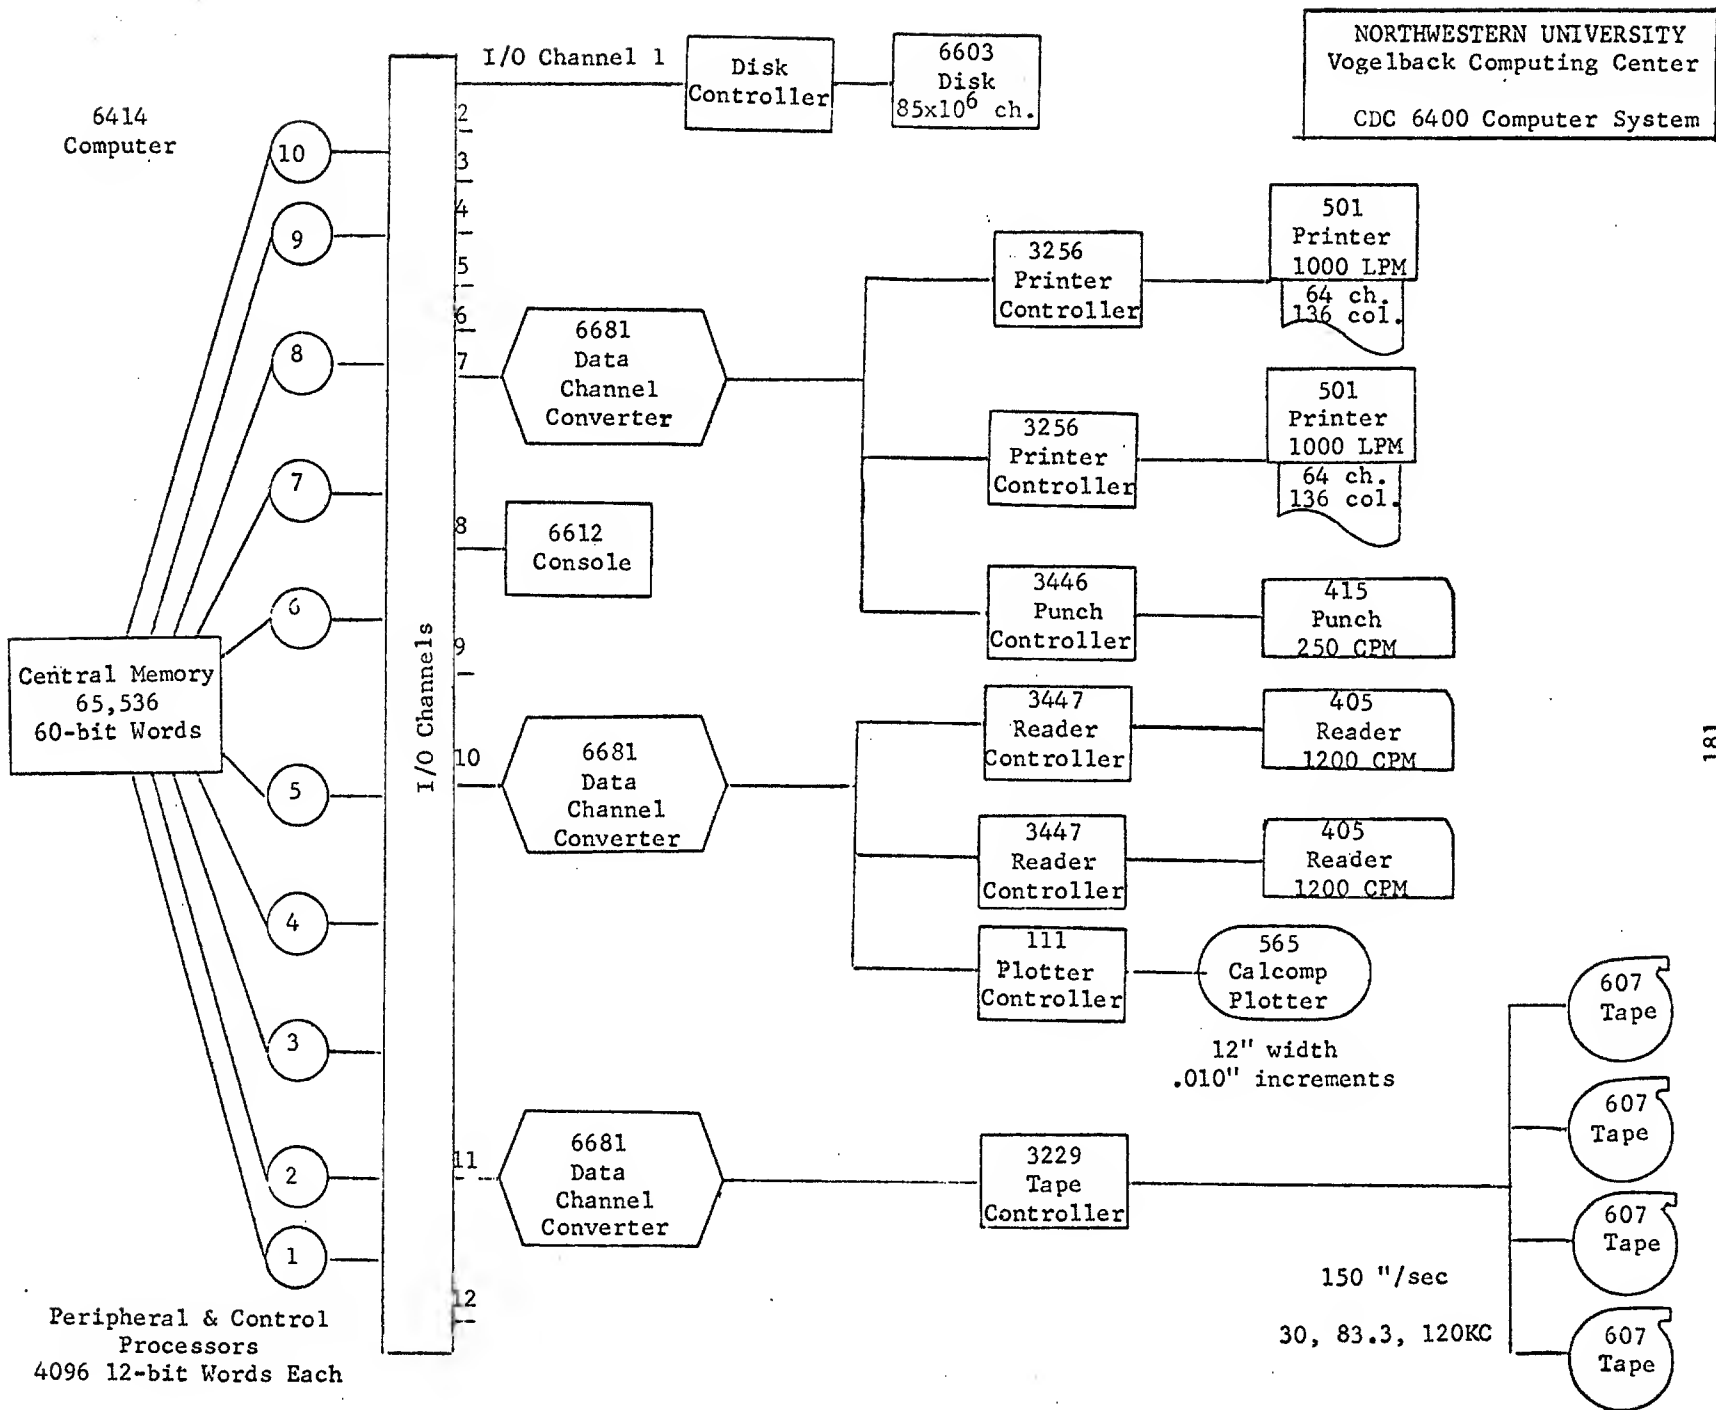 NORTHWESTERN UNIVERSITY
Vogelback Computing Center
CDC 6400 Computer System
6414
Computer
I/O Channel 1
Disk
Controller
6603
Disk
85x10⁶ ch.
10
9
8
7
6
5
4
3
2
1
Central Memory
65,536
60-bit Words
Peripheral & Control
Processors
4096 12-bit Words Each
I/O Channels
2
3
4
5
6
7
8
9
10
11
12
6681
Data
Channel
Converter
3256
Printer
Controller
501
Printer
1000 LPM
64 ch.
136 col.
3256
Printer
Controller
501
Printer
1000 LPM
64 ch.
136 col.
3446
Punch
Controller
415
Punch
250 CPM
6612
Console
6681
Data
Channel
Converter
3447
Reader
Controller
405
Reader
1200 CPM
3447
Reader
Controller
405
Reader
1200 CPM
111
Plotter
Controller
565
Calcomp
Plotter
12" width
.010" increments
6681
Data
Channel
Converter
3229
Tape
Controller
607
Tape
607
Tape
607
Tape
607
Tape
150 "/sec
30, 83.3, 120KC
181